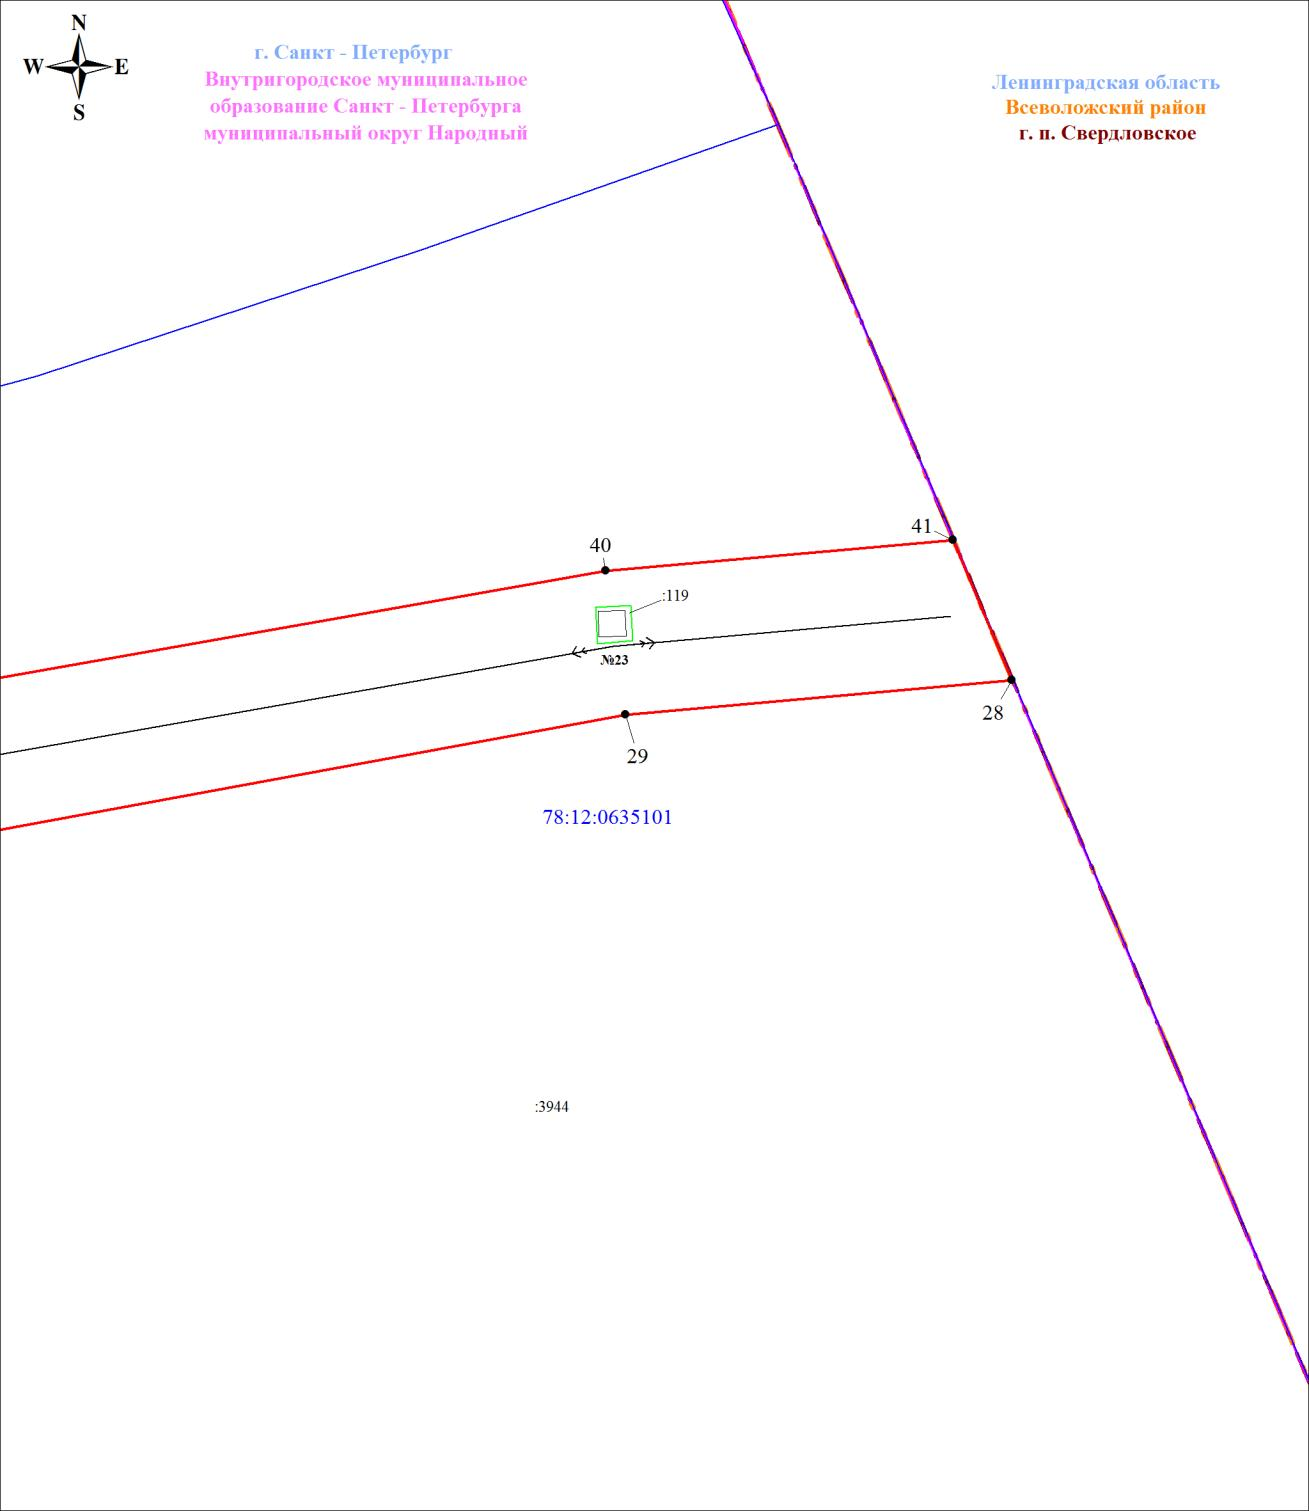 N
W E
S
г. Санкт - Петербург
Внутригородское муниципальное
образование Санкт - Петербурга
муниципальный округ Народный
Ленинградская область
Всеволожский район
г. п. Свердловское
41
40
:119
№23
28
29
78:12:0635101
:3944